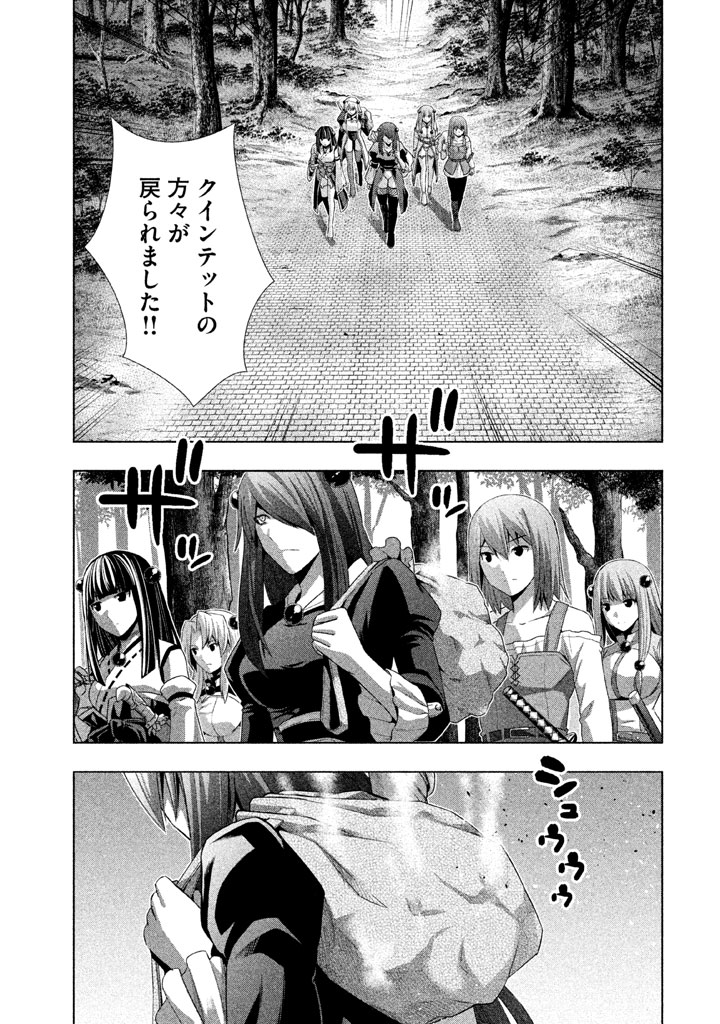 クインテットの
方々が
戻られました!!
ザッ
ザッ
シュウウウ